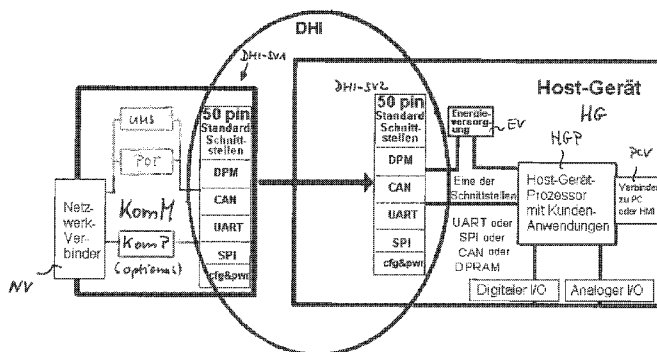 DHI
DHI-SV1
50 pin
Standard
Schnitt-
stellen
DPM
CAN
UART
SPI
cfg&pwr
KomM
KomP
(optional)
Netz-
werk-
Ver-
binder
NV
DHI-SV2
50 pin
Standard
Schnitt-
stellen
DPM
CAN
UART
SPI
cfg&pwr
Energie-
versorg-
ung
EV
Eine der
Schnittstellen
UART oder
SPI oder
CAN oder
DPRAM
Host-Gerät
HG
HGP
Host-Gerät-
Prozessor
mit Kunden-
Anwendungen
PCV
Verbinder
zu PC
oder HMI
Digitaler I/O
Analoger I/O